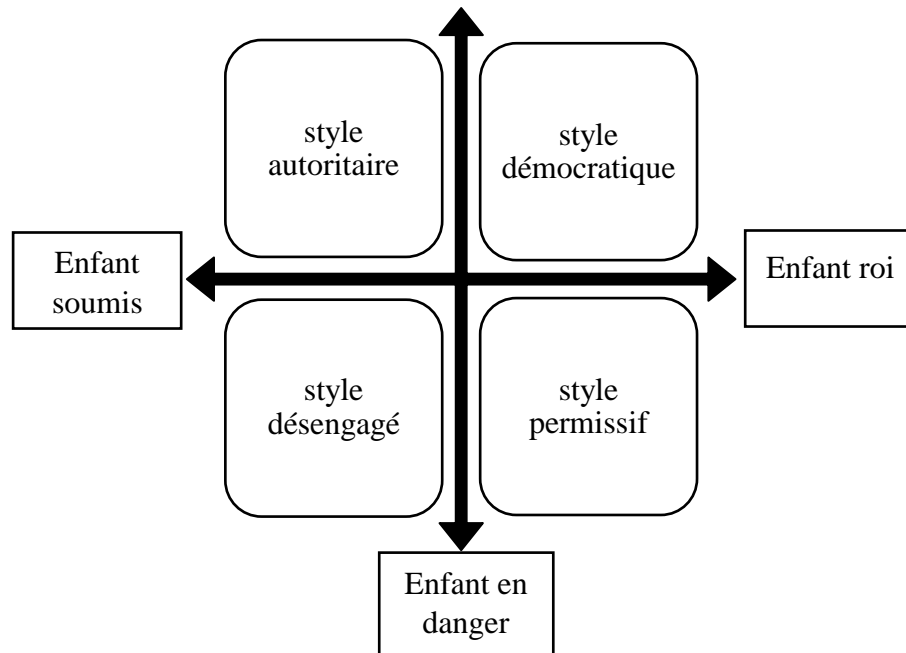 style
autoritaire
style
démocratique
Enfant
soumis
Enfant roi
style
désengagé
style
permissif
Enfant en
danger